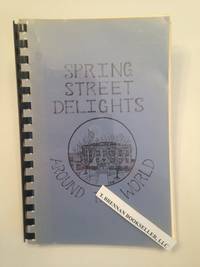 SPRING
STREET
DELIGHTS
AROUND WORLD
T. BRENNAN BOOKSELLER, LLC